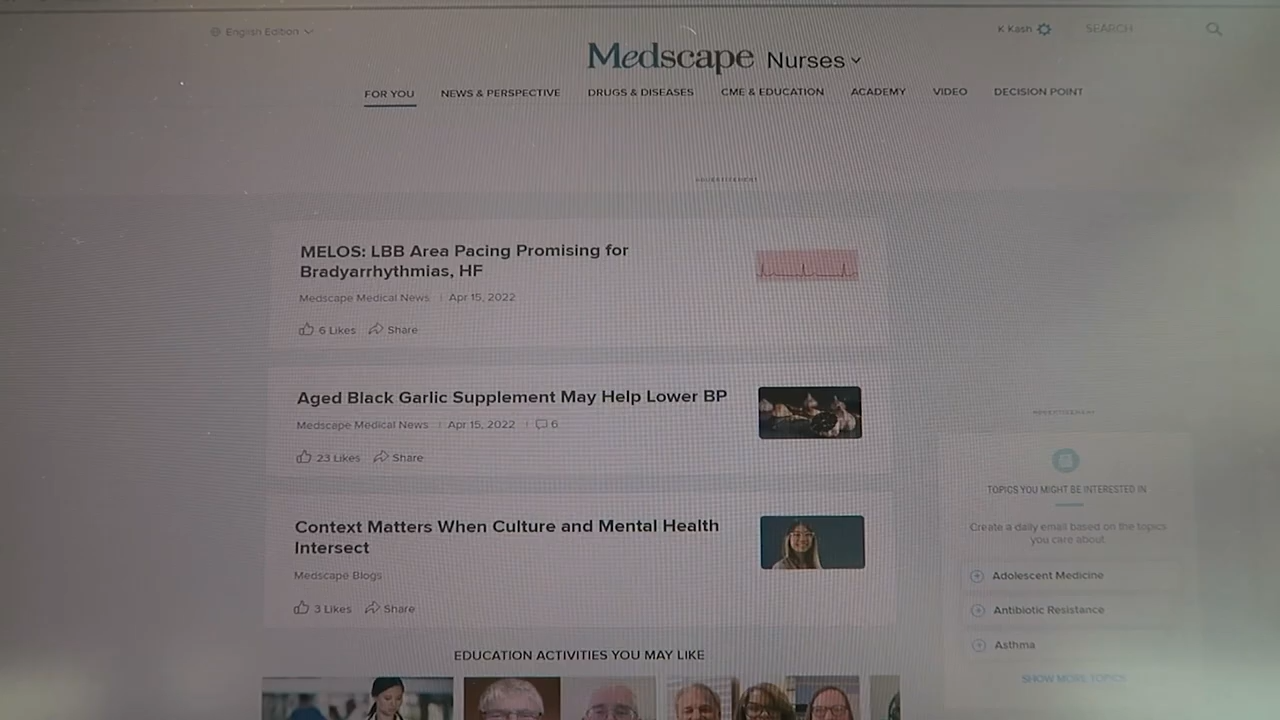 English Edition
K Kash
SEARCH
Medscape Nurses
FOR YOU
NEWS & PERSPECTIVE
DRUGS & DISEASES
CME & EDUCATION
ACADEMY
VIDEO
DECISION POINT
ADVERTISEMENT
MELOS: LBB Area Pacing Promising for
Bradyarrhythmias, HF
Medscape Medical News | Apr 15, 2022
6 Likes Share
Aged Black Garlic Supplement May Help Lower BP
Medscape Medical News | Apr 15, 2022 | 6
23 Likes Share
Context Matters When Culture and Mental Health
Intersect
Medscape Blogs
3 Likes Share
EDUCATION ACTIVITIES YOU MAY LIKE
ADVERTISEMENT
TOPICS YOU MIGHT BE INTERESTED IN
Create a daily email based on the topics
you care about.
Adolescent Medicine
Antibiotic Resistance
Asthma
SHOW MORE TOPICS